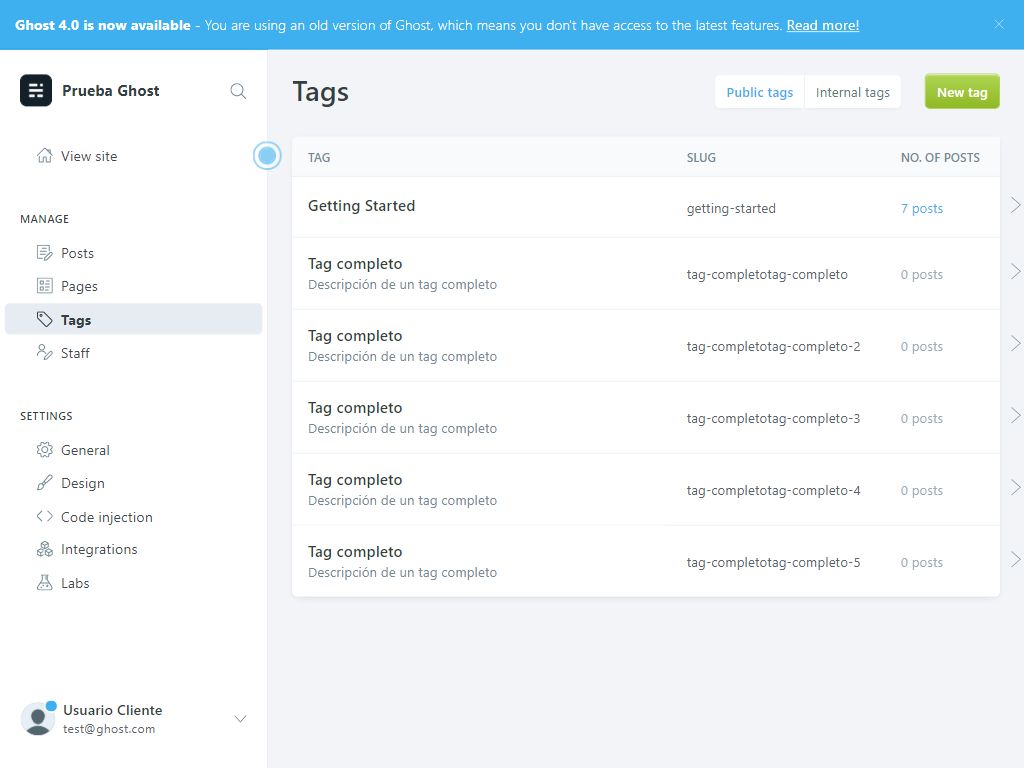 Ghost 4.0 is now available - You are using an old version of Ghost, which means you don't have access to the latest features. Read more!
Prueba Ghost
View site
MANAGE
Posts
Pages
Tags
Staff
SETTINGS
General
Design
Code injection
Integrations
Labs
Usuario Cliente
test@ghost.com
Tags
Public tags
Internal tags
New tag
TAG SLUG NO. OF POSTS
Getting Started getting-started 7 posts
Tag completo
Descripción de un tag completo
tag-completotag-completo 0 posts
Tag completo
Descripción de un tag completo
tag-completotag-completo-2 0 posts
Tag completo
Descripción de un tag completo
tag-completotag-completo-3 0 posts
Tag completo
Descripción de un tag completo
tag-completotag-completo-4 0 posts
Tag completo
Descripción de un tag completo
tag-completotag-completo-5 0 posts